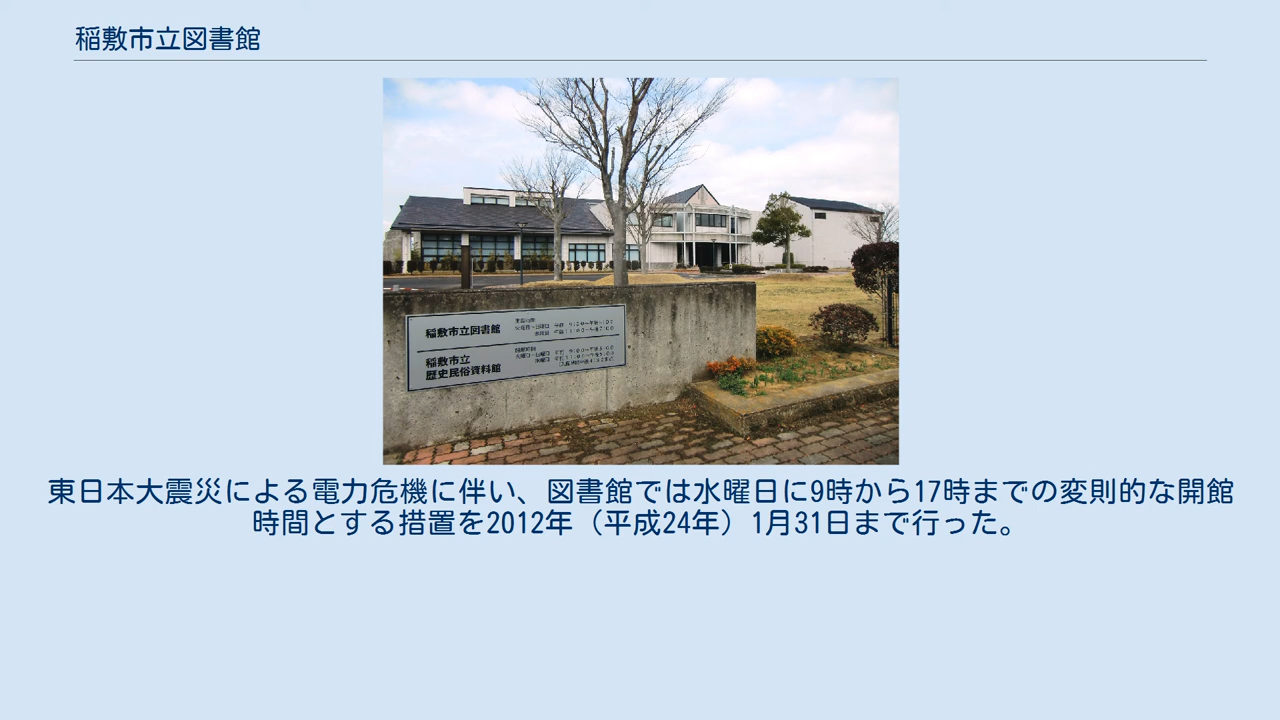 稲敷市立図書館
稲敷市立図書館
稲敷市立
歴史民俗資料館
東日本大震災による電力危機に伴い、図書館では水曜日に9時から17時までの変則的な開館
時間とする措置を2012年（平成24年）1月31日まで行った。